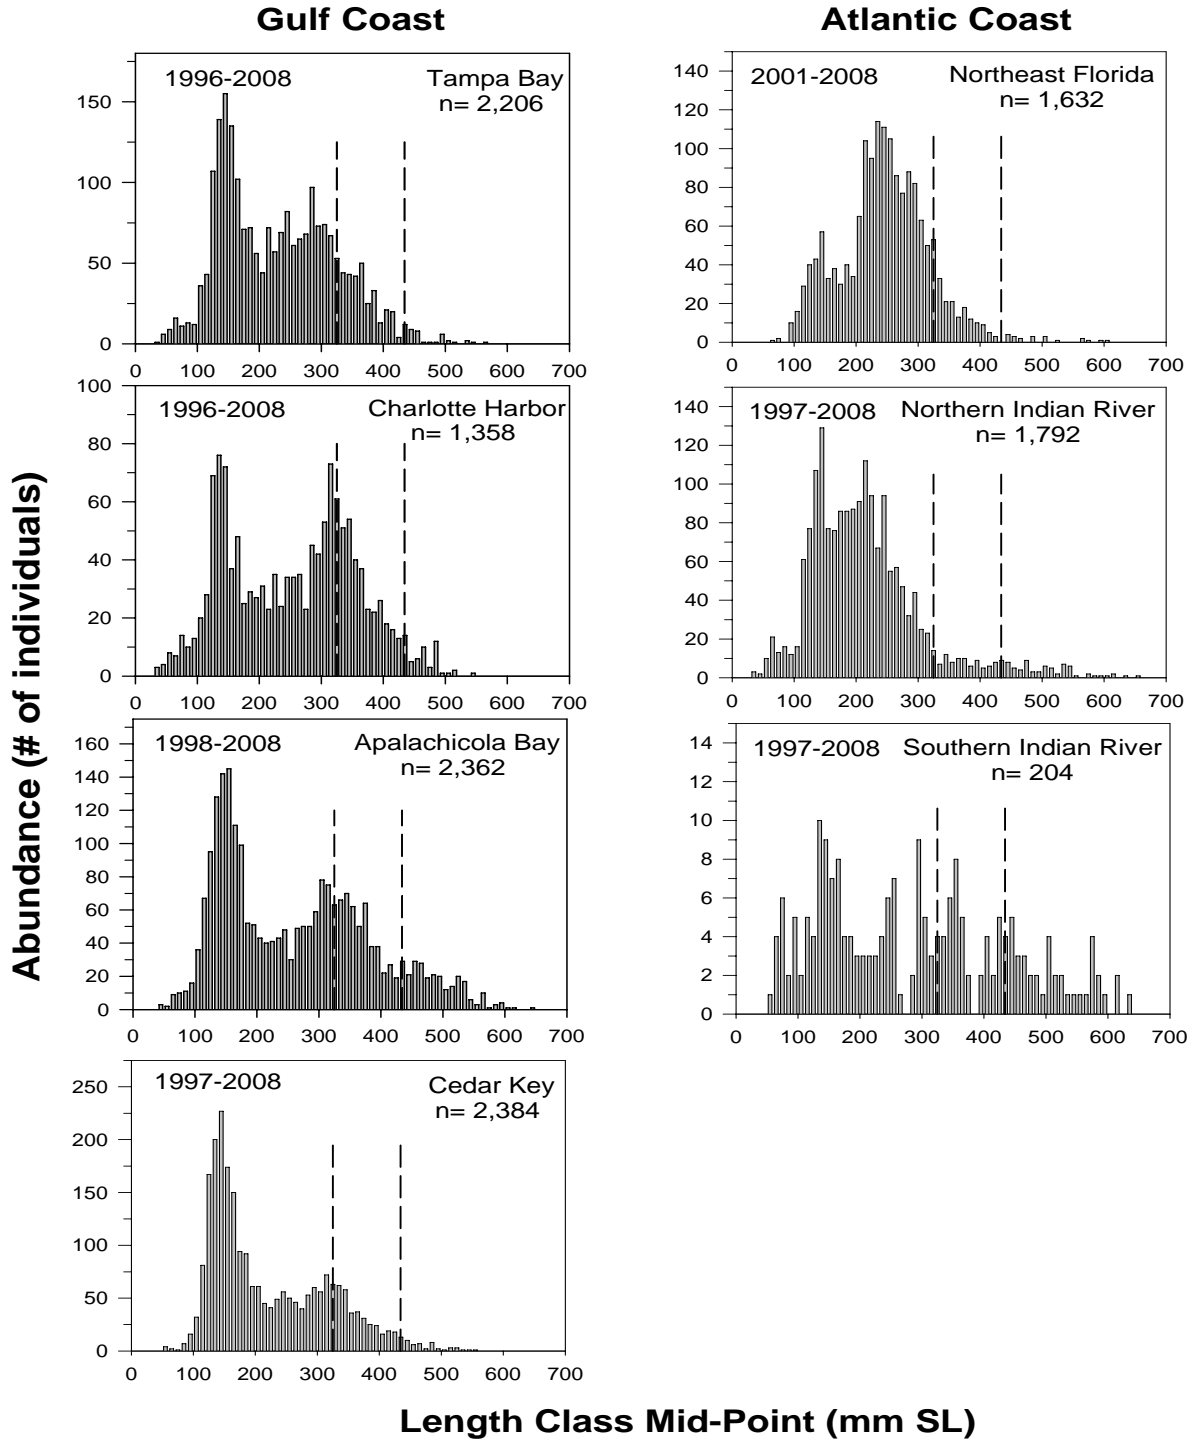 Gulf Coast
Atlantic Coast
Abundance (# of individuals)
1996-2008
Tampa Bay
n= 2,206
150
100
50
0
0 100 200 300 400 500 600 700
1996-2008
Charlotte Harbor
n= 1,358
100
80
60
40
20
0
0 100 200 300 400 500 600 700
1998-2008
Apalachicola Bay
n= 2,362
160
140
120
100
80
60
40
20
0
0 100 200 300 400 500 600 700
1997-2008
Cedar Key
n= 2,384
250
200
150
100
50
0
0 100 200 300 400 500 600 700
2001-2008
Northeast Florida
n= 1,632
140
120
100
80
60
40
20
0
0 100 200 300 400 500 600 700
1997-2008
Northern Indian River
n= 1,792
140
120
100
80
60
40
20
0
0 100 200 300 400 500 600 700
1997-2008
Southern Indian River
n= 204
14
12
10
8
6
4
2
0
0 100 200 300 400 500 600 700
Length Class Mid-Point (mm SL)